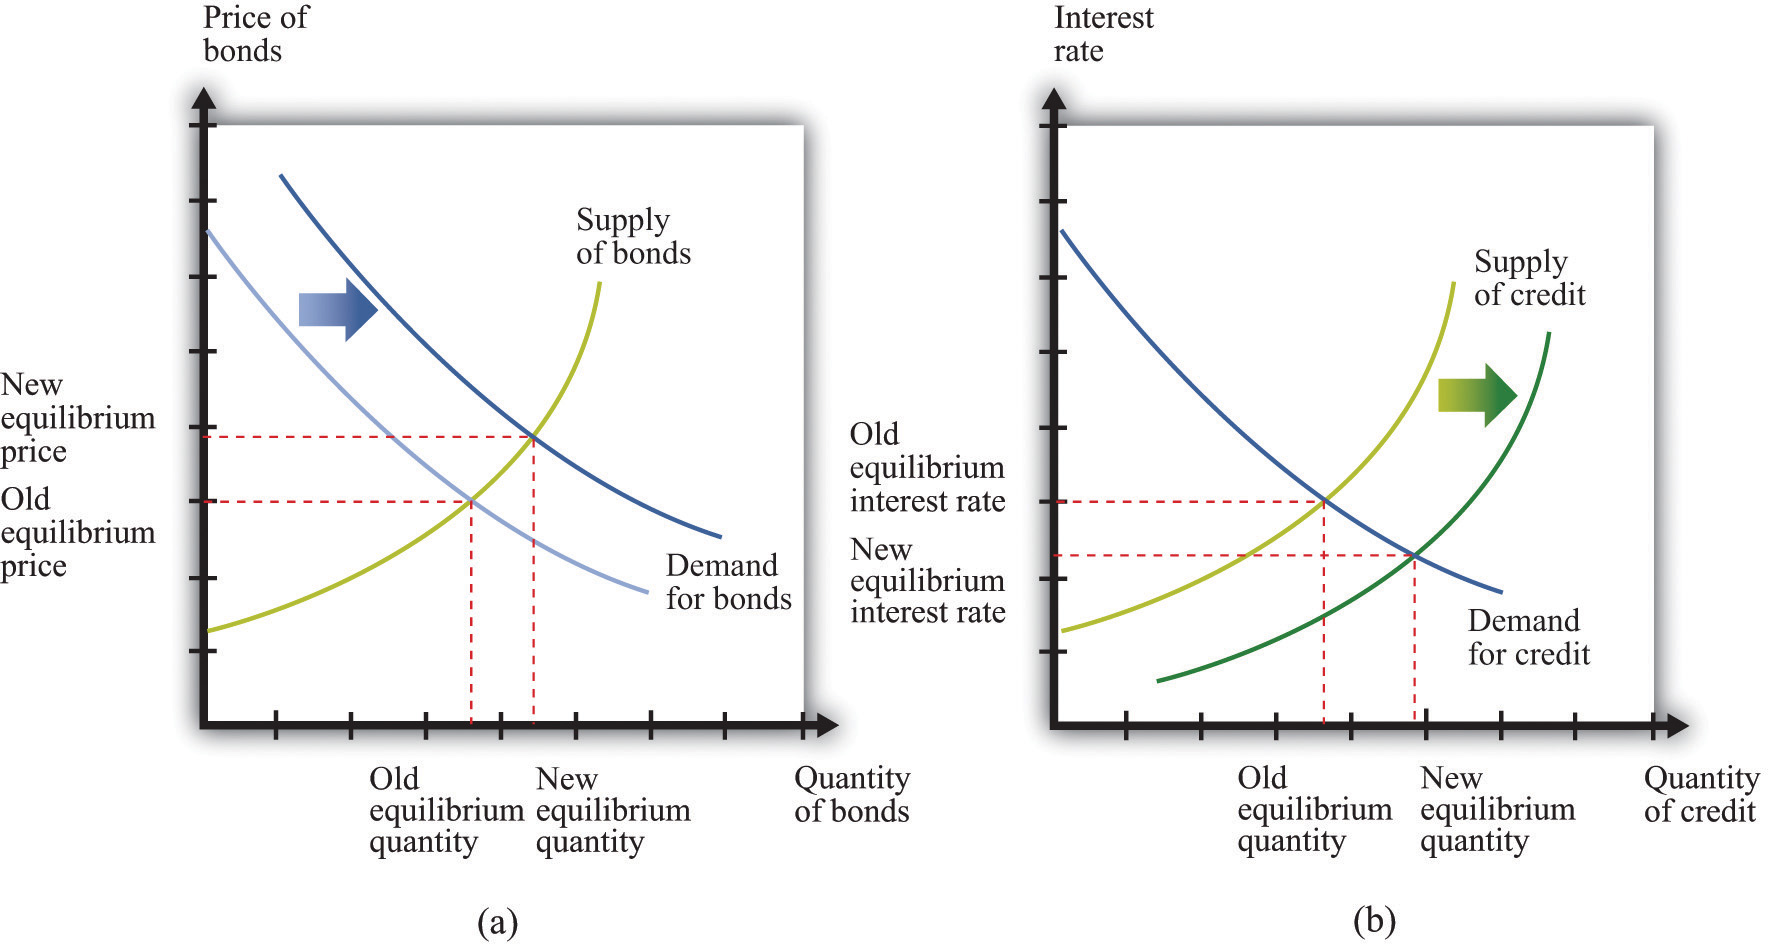 Price of
bonds
Supply
of bonds
New
equilibrium
price
Old
equilibrium
price
Demand
for bonds
Old
equilibrium
quantity
New
equilibrium
quantity
Quantity
of bonds
(a)
Interest
rate
Supply
of credit
Old
equilibrium
interest rate
New
equilibrium
interest rate
Demand
for credit
Old
equilibrium
quantity
New
equilibrium
quantity
Quantity
of credit
(b)